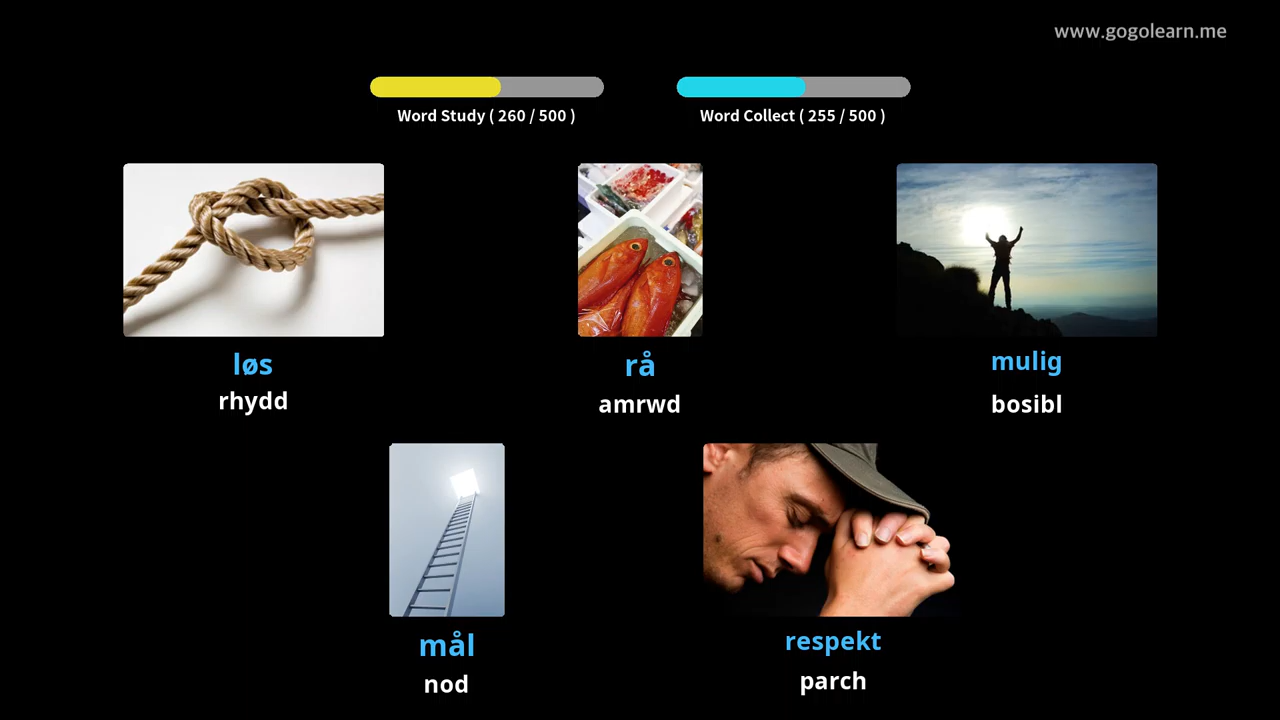 www.gogolearn.me
Word Study ( 260 / 500 )
Word Collect ( 255 / 500 )
løs
rhydd
rå
amrwd
mulig
bosibl
mål
nod
respekt
parch